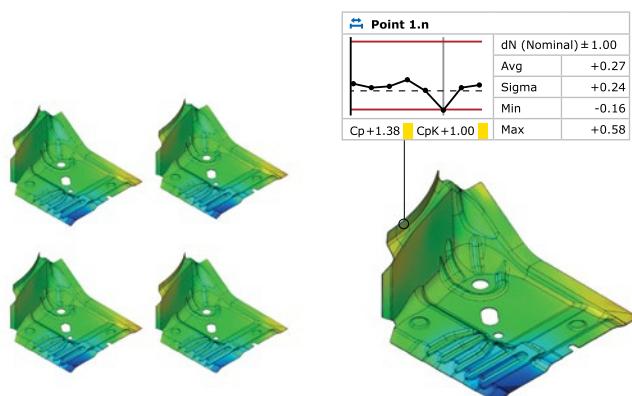 Point 1.n
dN (Nominal) ± 1.00
Avg +0.27
Sigma +0.24
Min -0.16
Max +0.58
Cp +1.38 CpK +1.00